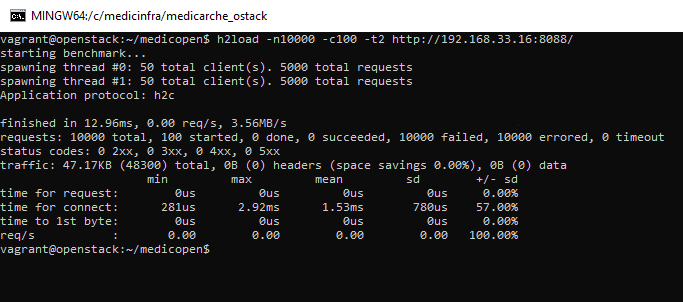 MINGW64:/c/medicinfra/medicarche_ostack
vagrant@openstack:~/medicopen$ h2load -n10000 -c100 -t2 http://192.168.33.16:8088/
starting benchmark...
spawning thread #0: 50 total client(s). 5000 total requests
spawning thread #1: 50 total client(s). 5000 total requests
Application protocol: h2c
finished in 12.96ms, 0.00 req/s, 3.56MB/s
requests: 10000 total, 100 started, 0 done, 0 succeeded, 10000 failed, 10000 errored, 0 timeout
status codes: 0 2xx, 0 3xx, 0 4xx, 0 5xx
traffic: 47.17KB (48300) total, 0B (0) headers (space savings 0.00%), 0B (0) data
min max mean sd +/- sd
time for request: 0us 0us 0us 0us 0.00%
time for connect: 281us 2.92ms 1.53ms 780us 57.00%
time to 1st byte: 0us 0us 0us 0us 0.00%
req/s : 0.00 0.00 0.00 0.00 100.00%
vagrant@openstack:~/medicopen$